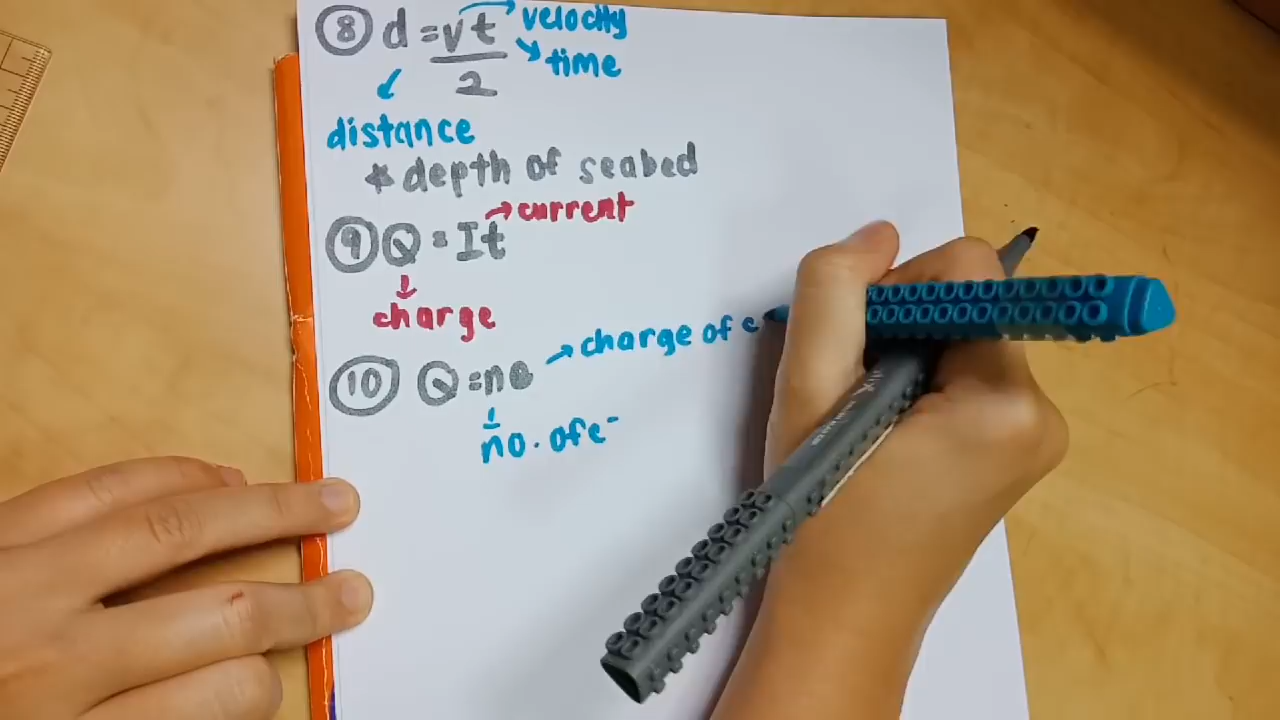 ⑧ d = vt/2 → velocity
↘ time
↙
distance
* depth of seabed
⑨ Q = It → current
↓
charge
⑩ Q = ne → charge of e
↓
no. of e⁻